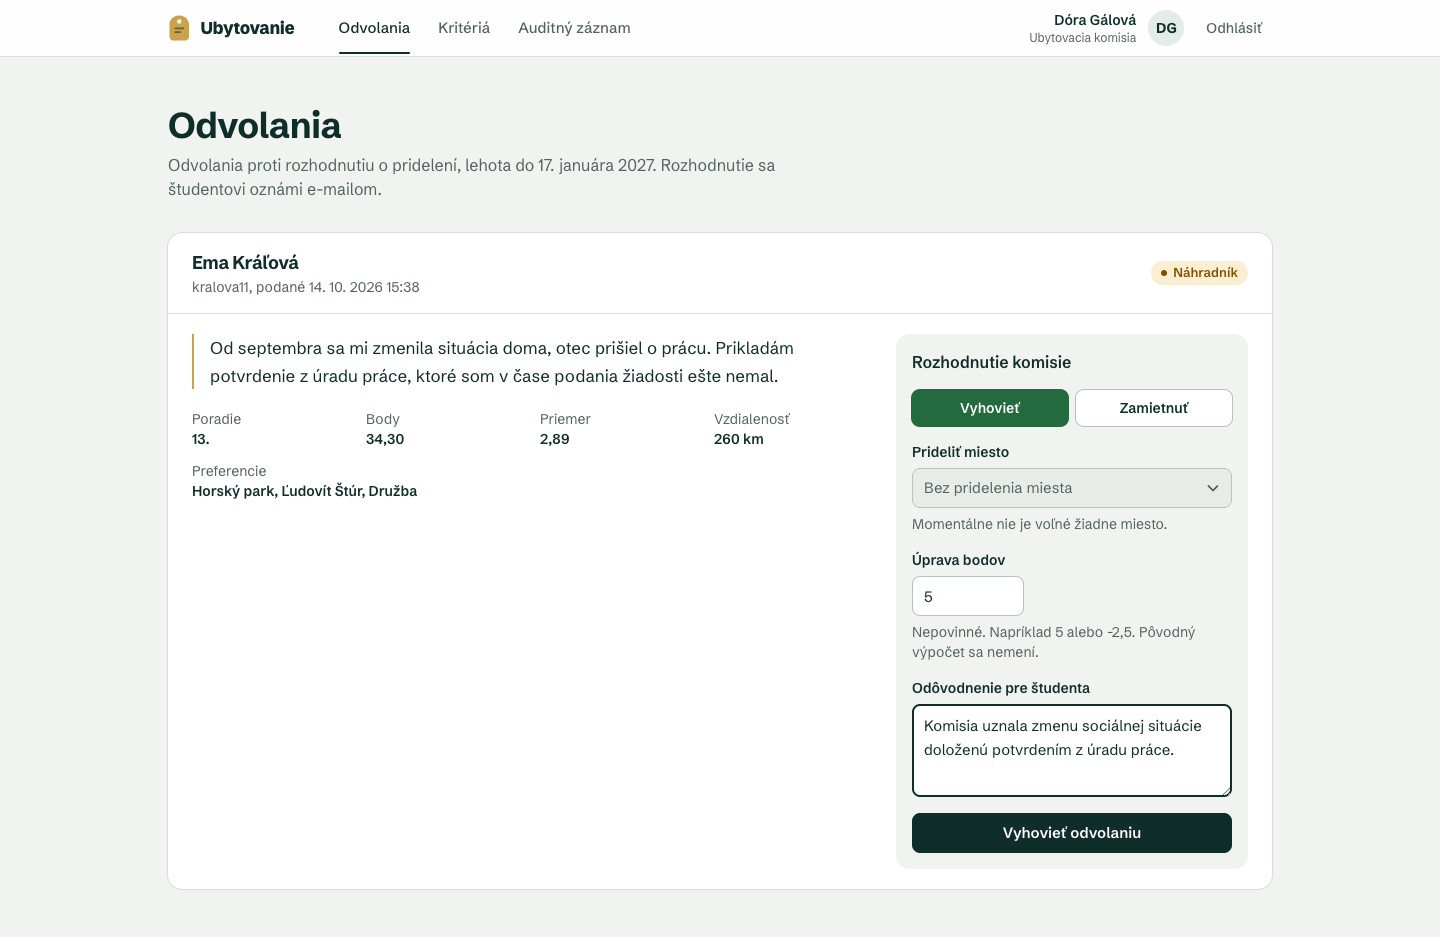 Ubytovanie
Odvolania
Kritériá
Auditný záznam
Dóra Gálová
Ubytovacia komisia
DG
Odhlásiť
Odvolania
Odvolania proti rozhodnutiu o pridelení, lehota do 17. januára 2027. Rozhodnutie sa
študentovi oznámi e-mailom.
Ema Kráľová
kralova11, podané 14. 10. 2026 15:38
Náhradník
Od septembra sa mi zmenila situácia doma, otec prišiel o prácu. Prikladám
potvrdenie z úradu práce, ktoré som v čase podania žiadosti ešte nemal.
Poradie
13.
Body
34,30
Priemer
2,89
Vzdialenosť
260 km
Preferencie
Horský park, Ľudovít Štúr, Družba
Rozhodnutie komisie
Vyhovieť
Zamietnuť
Prideliť miesto
Bez pridelenia miesta
Momentálne nie je voľné žiadne miesto.
Úprava bodov
5
Nepovinné. Napríklad 5 alebo -2,5. Pôvodný
výpočet sa nemení.
Odôvodnenie pre študenta
Komisia uznala zmenu sociálnej situácie
doloženú potvrdením z úradu práce.
Vyhovieť odvolaniu